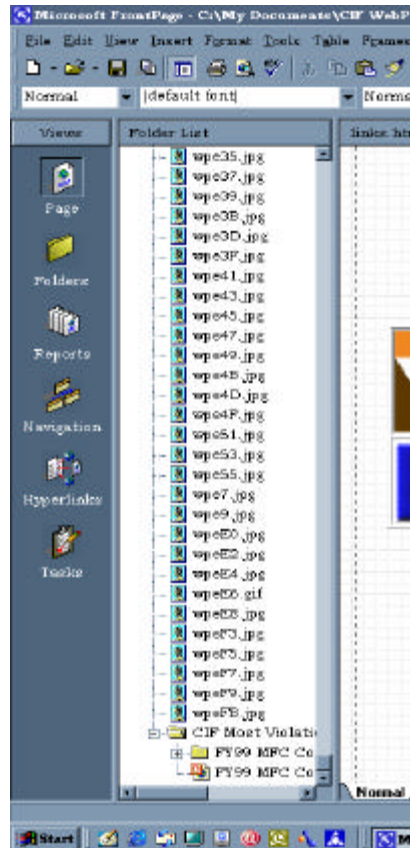 Microsoft FrontPage - C:\My Documents\CIF WebP
File Edit View Insert Format Tools Table Frames
Normal (default font) Norma
Views Folder List links.ht
wpe35.jpg
wpe37.jpg
wpe39.jpg
wpe3B.jpg
wpe3D.jpg
wpe3F.jpg
wpe41.jpg
wpe43.jpg
wpe45.jpg
wpe47.jpg
wpe49.jpg
wpe4B.jpg
wpe4D.jpg
wpe4F.jpg
wpe51.jpg
wpe53.jpg
wpe55.jpg
wpe7.jpg
wpe9.jpg
wpeE0.jpg
wpeE2.jpg
wpeE4.jpg
wpeE6.gif
wpeE8.jpg
wpeF3.jpg
wpeF5.jpg
wpeF7.jpg
wpeF9.jpg
wpeFB.jpg
CIF Most Violati
FY99 MFC Co
FY99 MFC Co
Page
Folders
Reports
Navigation
Hyperlinks
Tasks
Normal
Start M